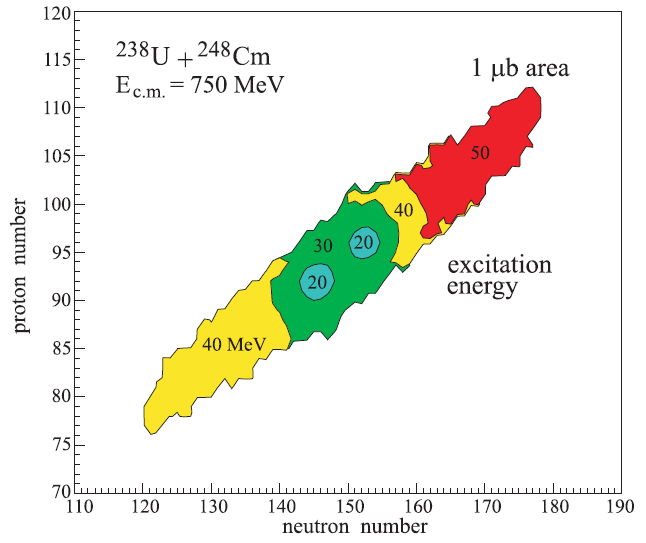 120
115
110
105
100
95
90
85
80
75
70
proton number
²³⁸U + ²⁴⁸Cm
E_c.m. = 750 MeV
1 μb area
50
40
30
20
20
40 MeV
excitation
energy
110 120 130 140 150 160 170 180 190
neutron number